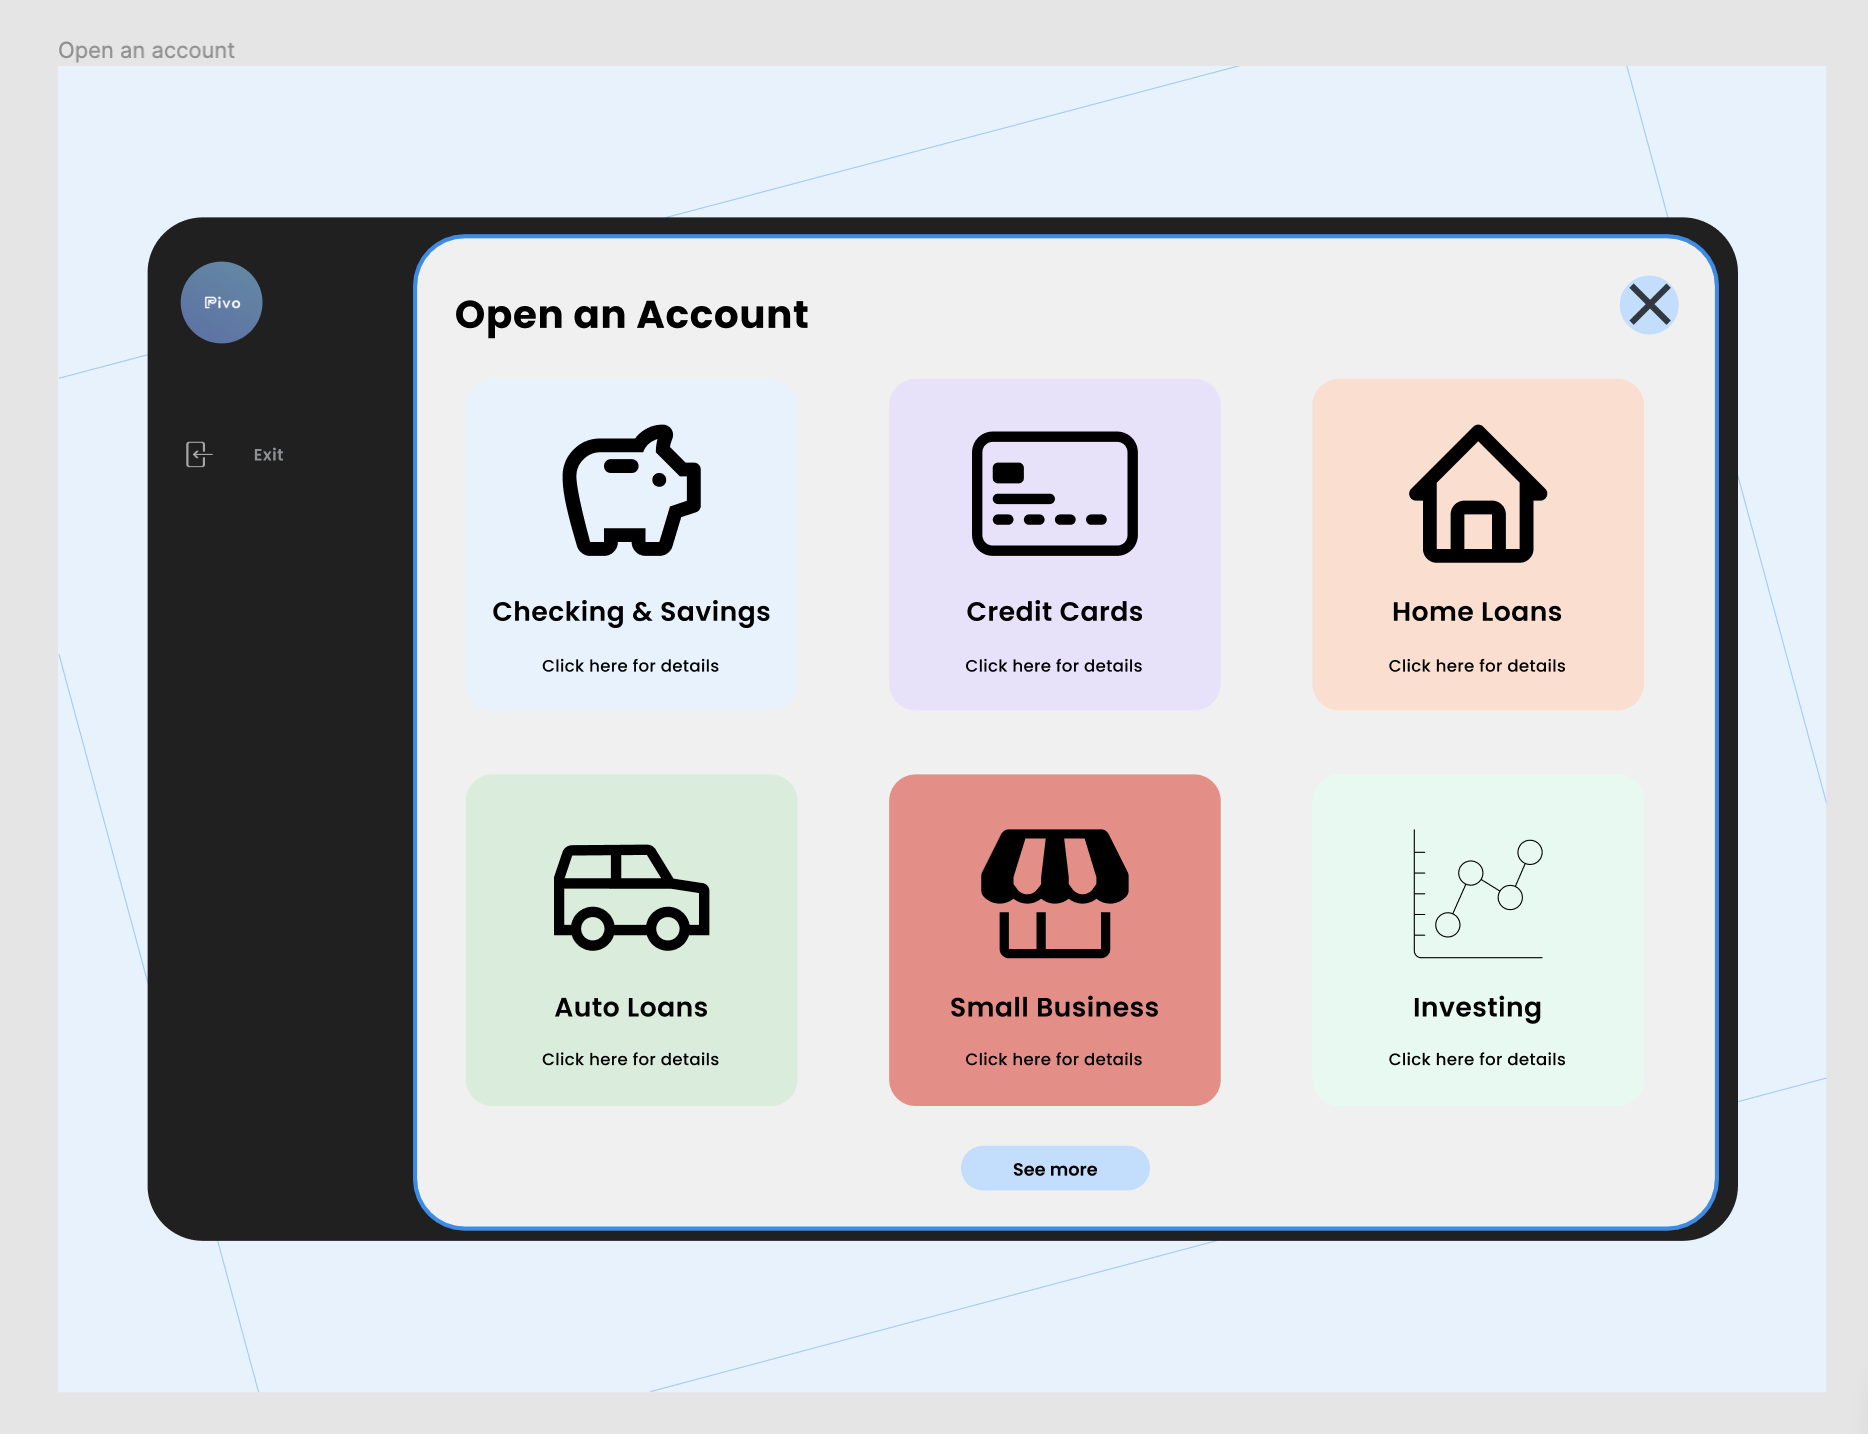 Open an account
Pivo
Exit
Open an Account
Checking & Savings
Click here for details
Credit Cards
Click here for details
Home Loans
Click here for details
Auto Loans
Click here for details
Small Business
Click here for details
Investing
Click here for details
See more